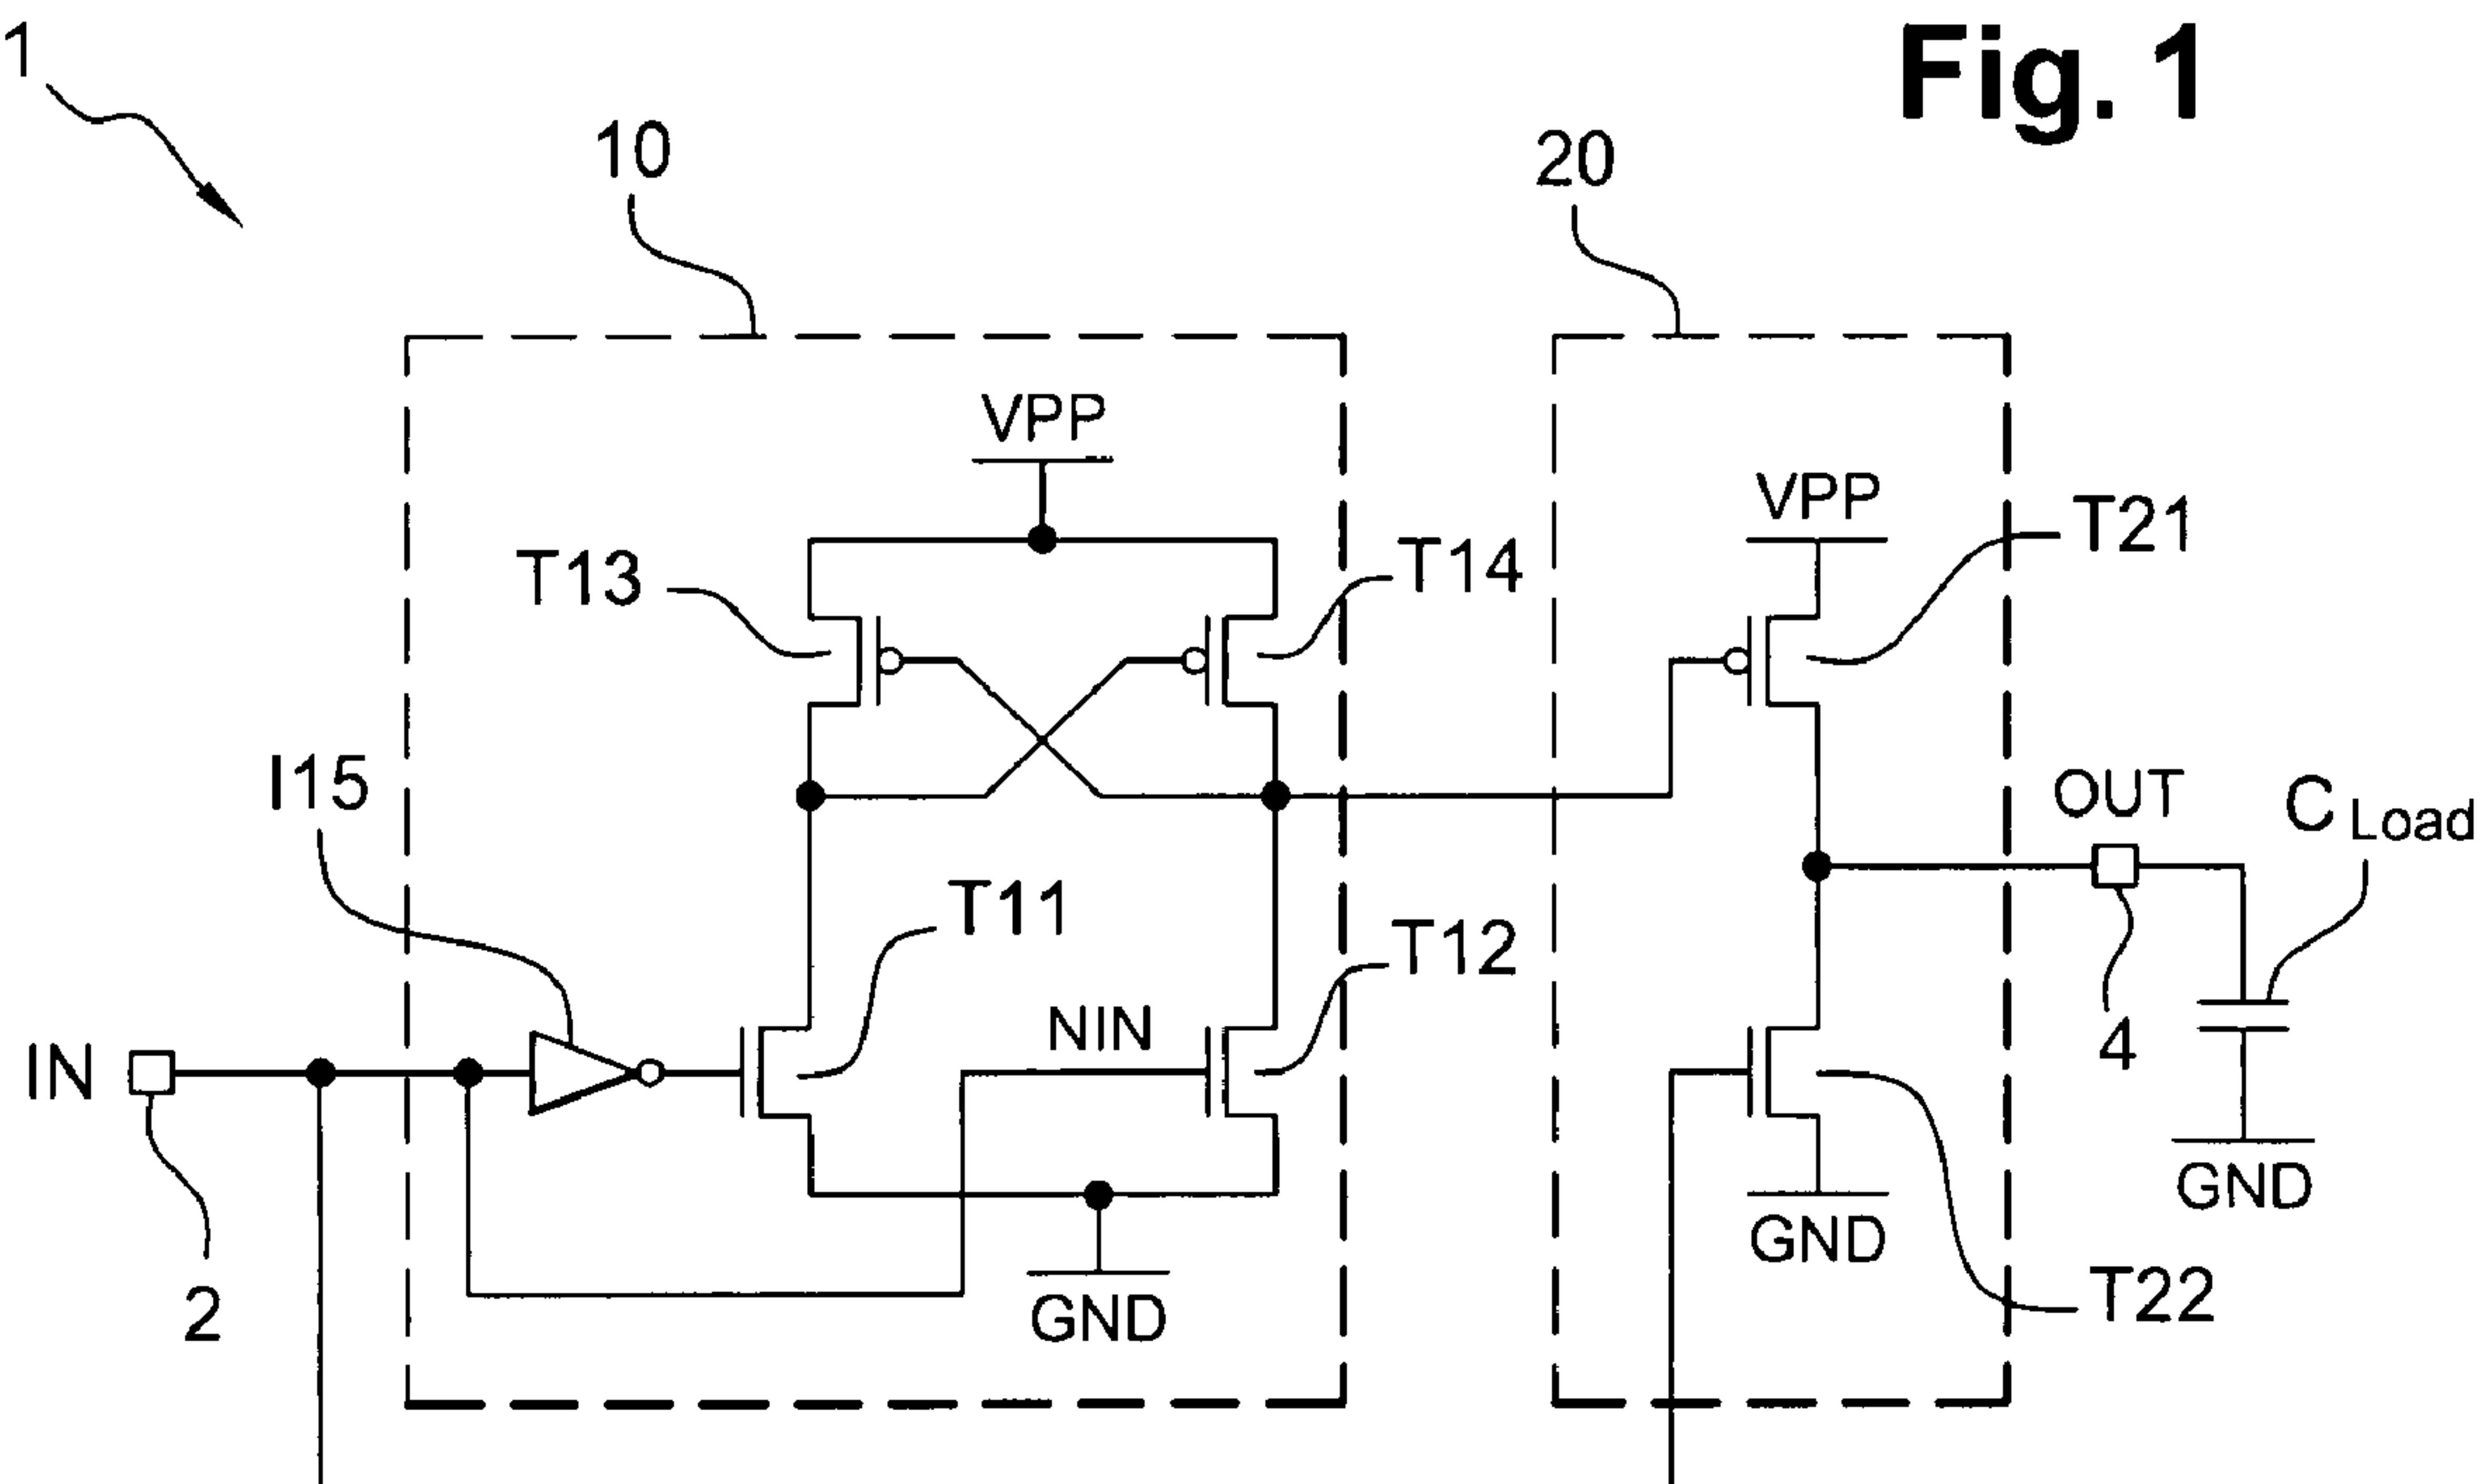 1
Fig. 1
10
20
VPP
VPP
T21
T13
T14
I15
OUT
C Load
T11
T12
NIN
IN
4
GND
GND
T22
2
GND